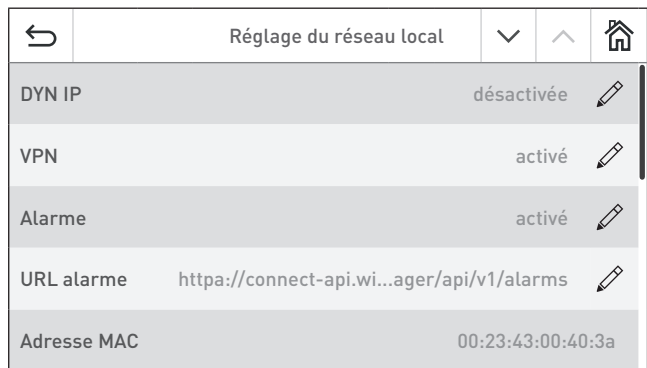 Réglage du réseau local
DYN IP désactivée
VPN activé
Alarme activé
URL alarme httpa://connect-api.wi...ager/api/v1/alarms
Adresse MAC 00:23:43:00:40:3a